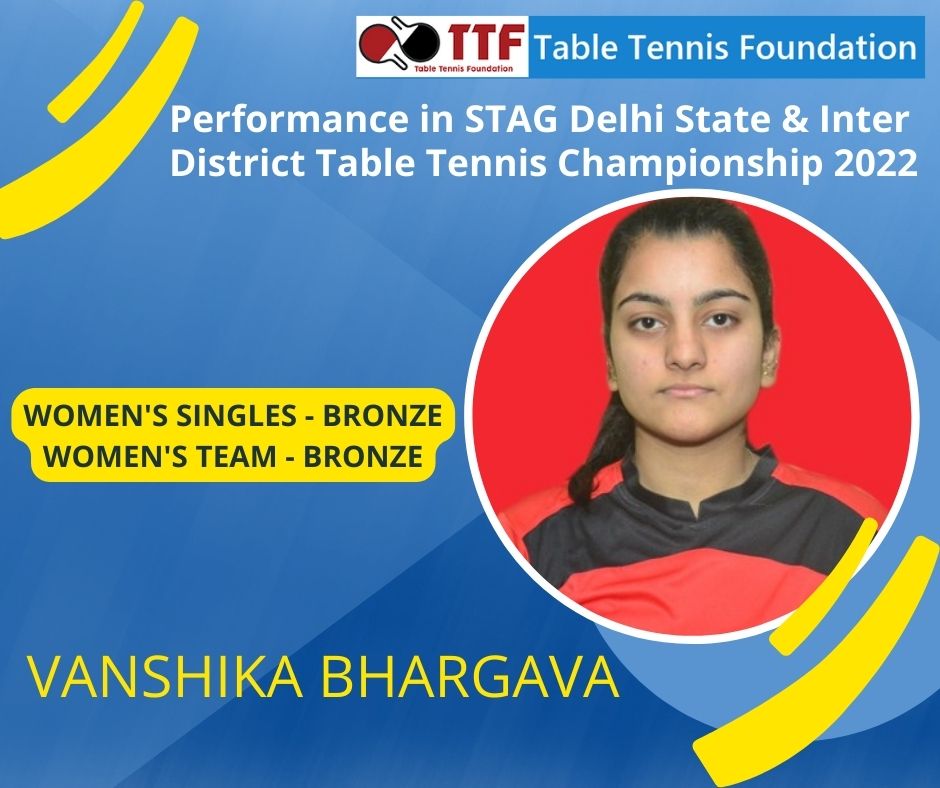 TTF
Table Tennis Foundation
Table Tennis Foundation
Performance in STAG Delhi State & Inter
District Table Tennis Championship 2022
WOMEN'S SINGLES - BRONZE
WOMEN'S TEAM - BRONZE
VANSHIKA BHARGAVA